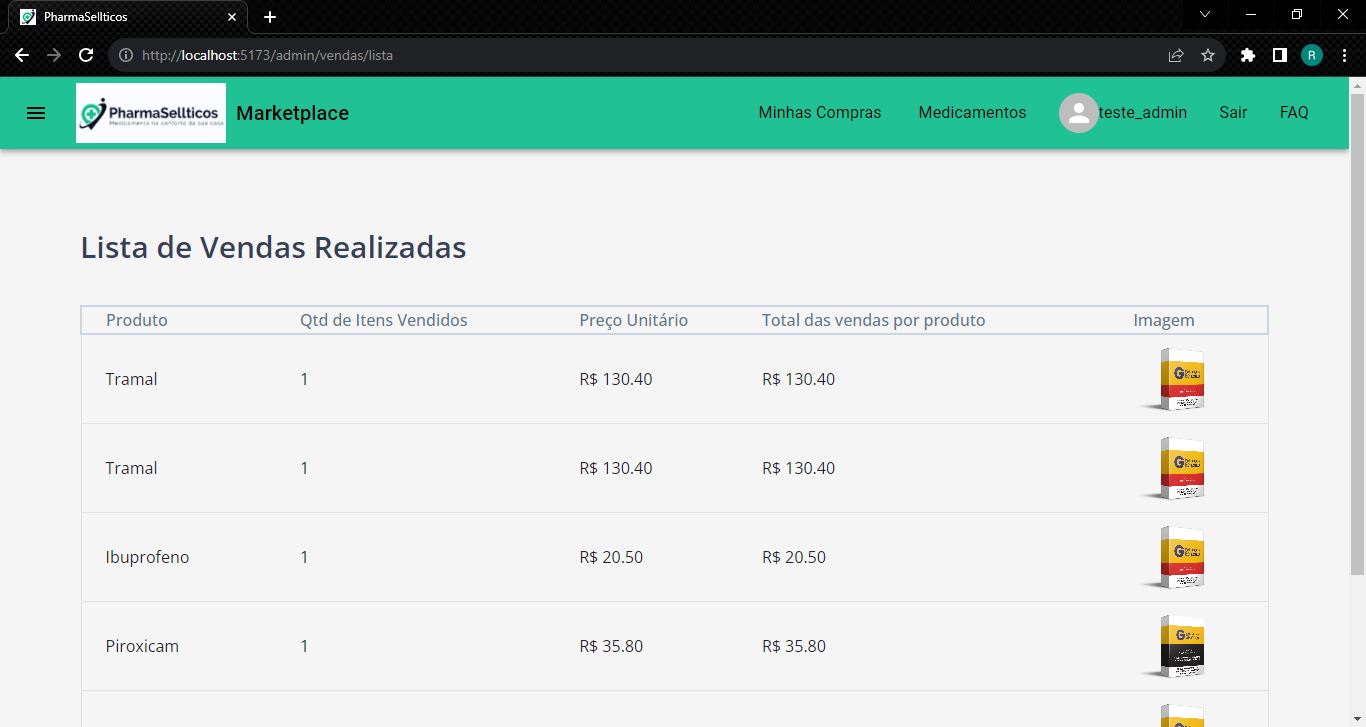 PharmaSellticos
http://localhost:5173/admin/vendas/lista
R
PharmaSellticos
Medicamento no conforto da sua casa
Marketplace
Minhas Compras
Medicamentos
teste_admin
Sair
FAQ
Lista de Vendas Realizadas
Produto Qtd de Itens Vendidos Preço Unitário Total das vendas por produto Imagem
Tramal 1 R$ 130.40 R$ 130.40
Tramal 1 R$ 130.40 R$ 130.40
Ibuprofeno 1 R$ 20.50 R$ 20.50
Piroxicam 1 R$ 35.80 R$ 35.80